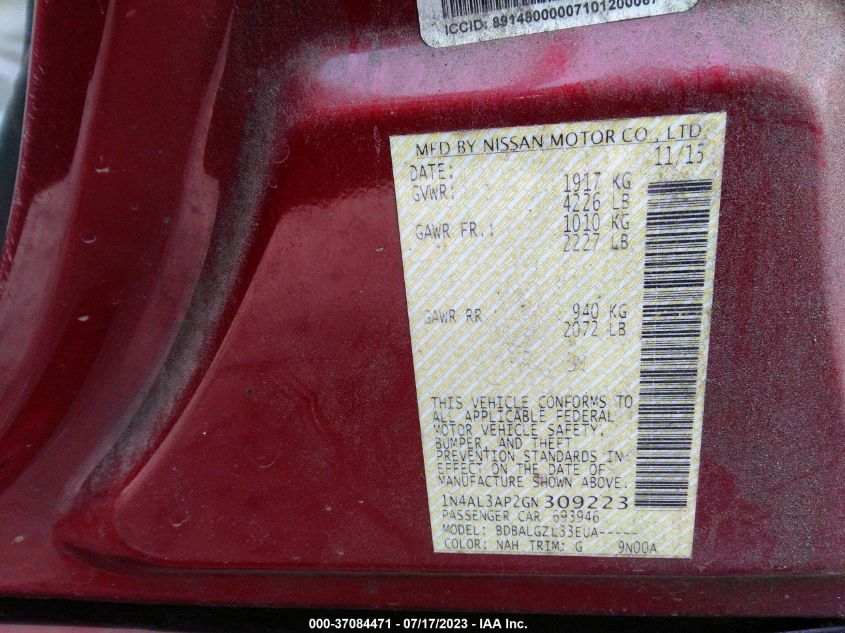 ICCID: 8914800000710120006
MFD BY NISSAN MOTOR CO., LTD.
DATE: 11/15
GVWR: 1917 KG
4226 LB
GAWR FR.: 1010 KG
2227 LB
GAWR RR 940 KG
2072 LB
THIS VEHICLE CONFORMS TO
ALL APPLICABLE FEDERAL
MOTOR VEHICLE SAFETY,
BUMPER, AND THEFT
PREVENTION STANDARDS IN
EFFECT ON THE DATE OF
MANUFACTURE SHOWN ABOVE.
1N4AL3AP2GN309223
PASSENGER CAR 693946
MODEL: BDBALGZL33EUA-----
COLOR: NAH TRIM: G 9N00A
000-37084471 - 07/17/2023 - IAA Inc.